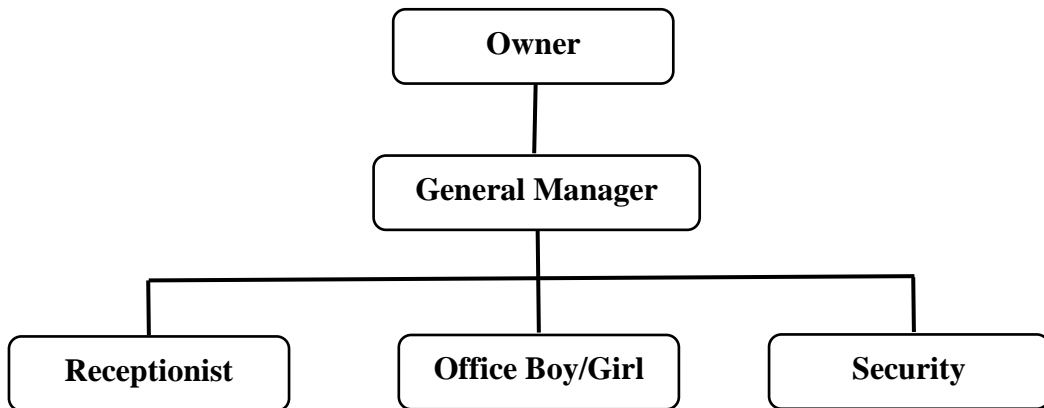 Owner
General Manager
Receptionist
Office Boy/Girl
Security